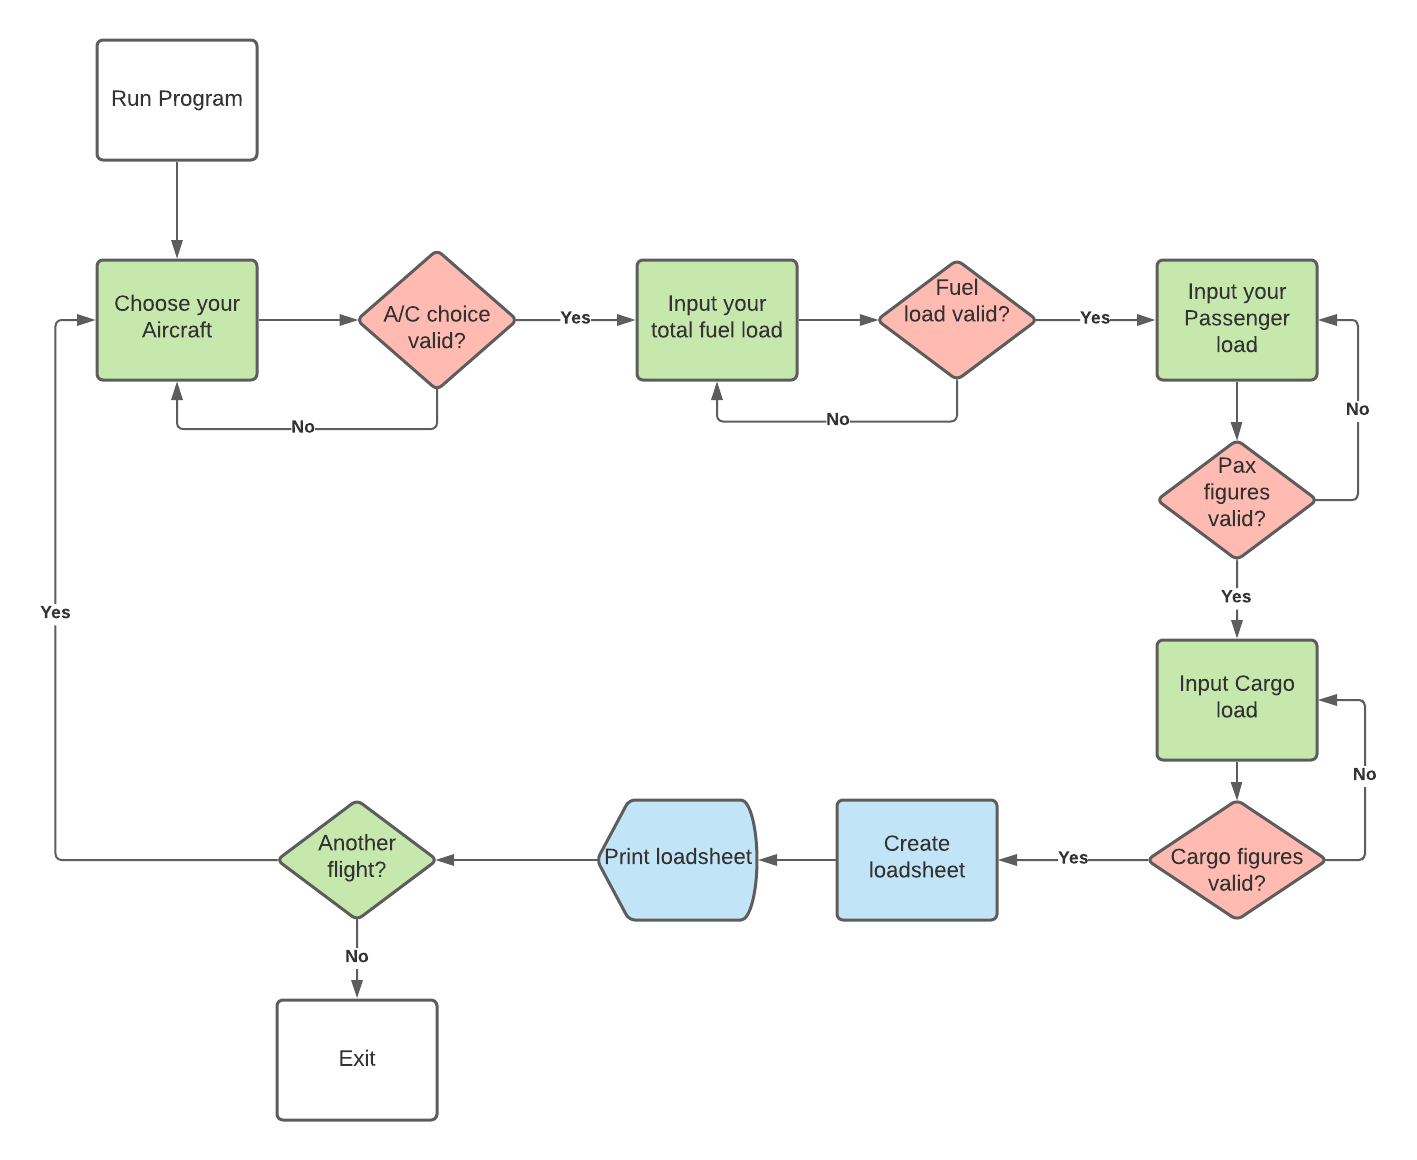 Run Program
Choose your
Aircraft
A/C choice
valid?
Yes
No
Input your
total fuel load
Fuel
load valid?
Yes
No
Input your
Passenger
load
No
Pax
figures
valid?
Yes
Input Cargo
load
No
Cargo figures
valid?
Yes
Create
loadsheet
Print loadsheet
Another
flight?
Yes
No
Exit